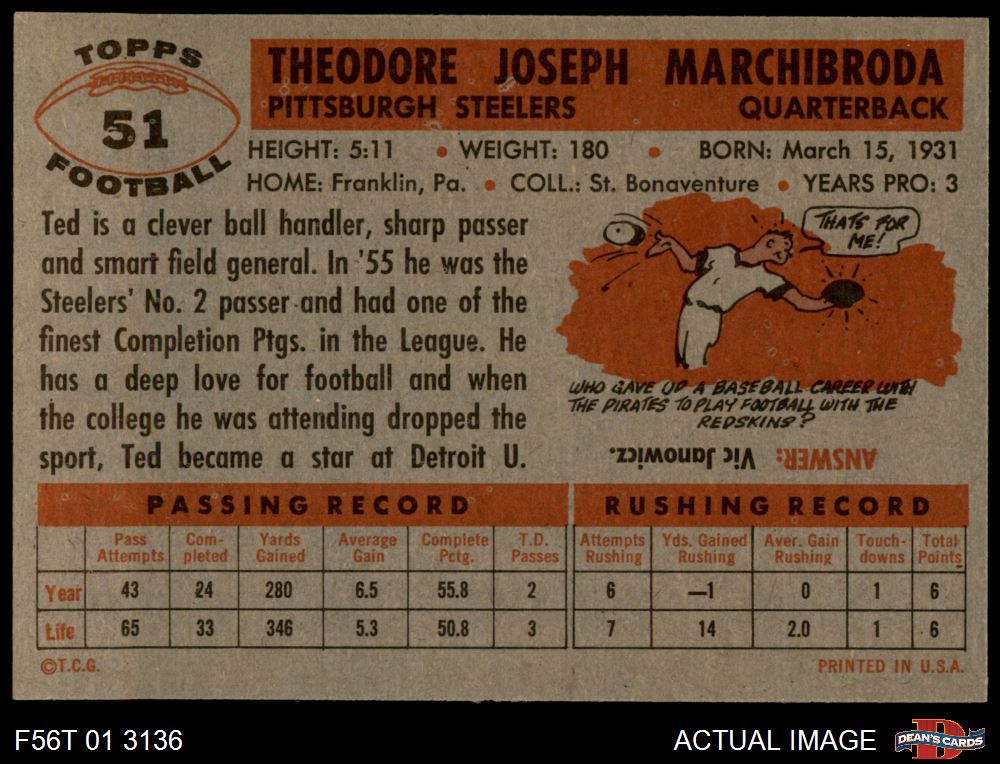 TOPPS
51
FOOTBALL
THEODORE JOSEPH MARCHIBRODA
PITTSBURGH STEELERS QUARTERBACK
HEIGHT: 5:11 • WEIGHT: 180 • BORN: March 15, 1931
HOME: Franklin, Pa. • COLL.: St. Bonaventure • YEARS PRO: 3
Ted is a clever ball handler, sharp passer
and smart field general. In '55 he was the
Steelers' No. 2 passer and had one of the
finest Completion Ptgs. in the League. He
has a deep love for football and when
the college he was attending dropped the
sport, Ted became a star at Detroit U.
THATS FOR
ME!
WHO GAVE UP A BASEBALL CAREER WITH
THE PIRATES TO PLAY FOOTBALL WITH THE
REDSKINS?
ANSWER: Vic Janowicz.
PASSING RECORD
Pass Attempts Com-pleted Yards Gained Average Gain Complete Pctg. T.D. Passes
Year 43 24 280 6.5 55.8 2
Life 65 33 346 5.3 50.8 3
RUSHING RECORD
Attempts Rushing Yds. Gained Rushing Aver. Gain Rushing Touch-downs Total Points
6 —1 0 1 6
7 14 2.0 1 6
©T.C.G. PRINTED IN U.S.A.
F56T 01 3136 ACTUAL IMAGE
D
DEAN'S CARDS